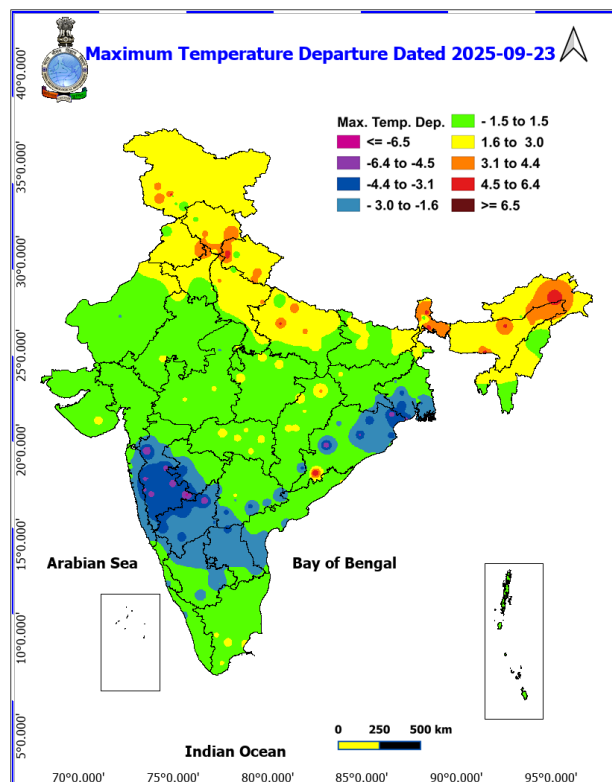 Maximum Temperature Departure Dated 2025-09-23
Max. Temp. Dep.
<= -6.5
-6.4 to -4.5
-4.4 to -3.1
- 3.0 to -1.6
- 1.5 to 1.5
1.6 to 3.0
3.1 to 4.4
4.5 to 6.4
>= 6.5
40°0.000'
35°0.000'
30°0.000'
25°0.000'
20°0.000'
15°0.000'
10°0.000'
5°0.000'
Arabian Sea
Bay of Bengal
Indian Ocean
0 250 500 km
70°0.000' 75°0.000' 80°0.000' 85°0.000' 90°0.000' 95°0.000'